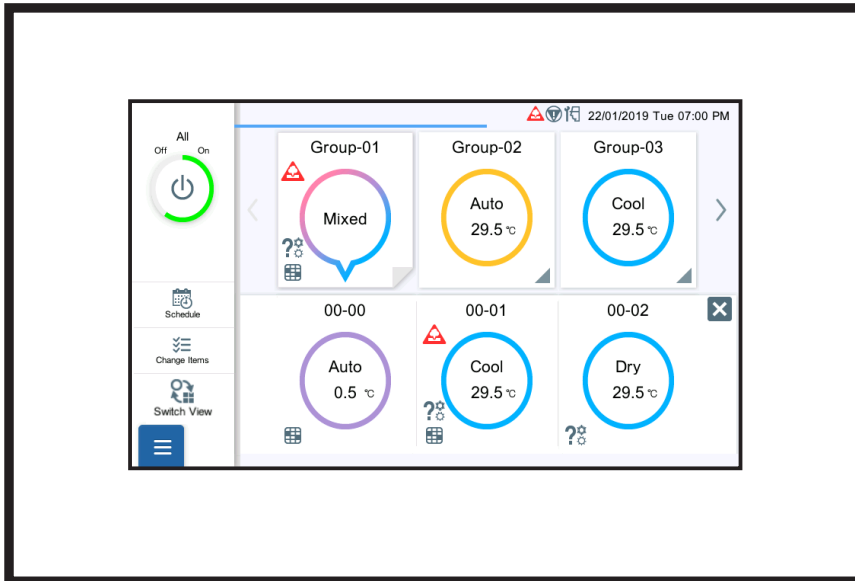 22/01/2019 Tue 07:00 PM
All
Off On
Group-01
Mixed
Group-02
Auto
29.5 ℃
Group-03
Cool
29.5 ℃
Schedule
Change Items
Switch View
00-00
Auto
0.5 ℃
00-01
Cool
29.5 ℃
00-02
Dry
29.5 ℃